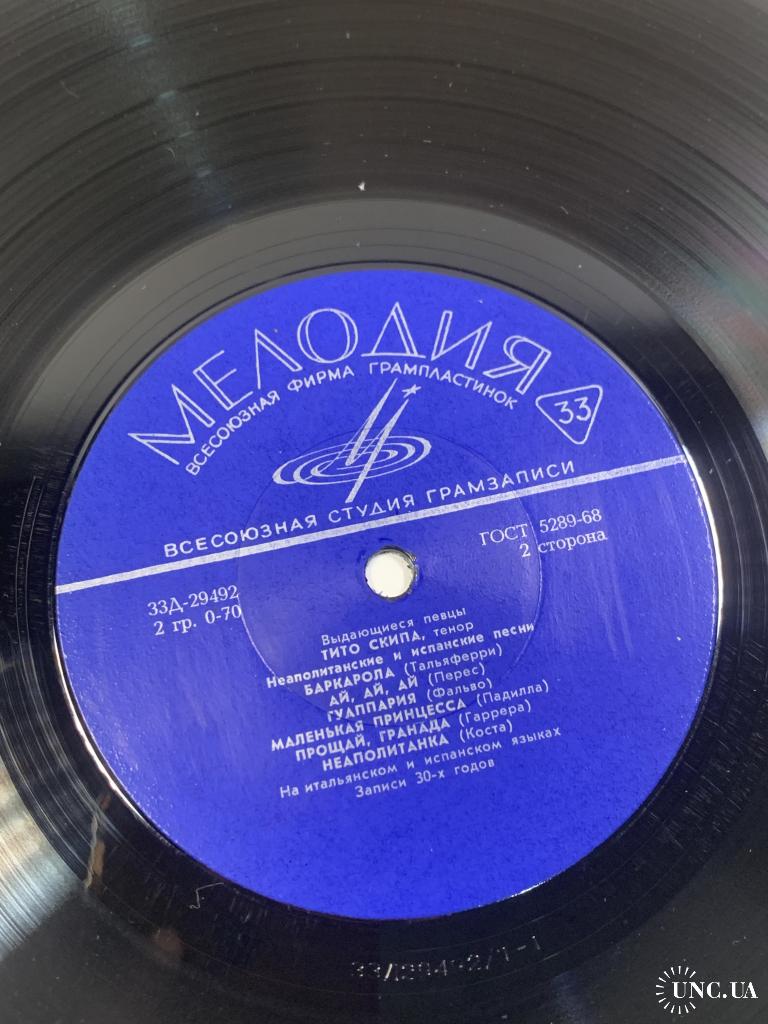 МЕЛОДИЯ
ВСЕСОЮЗНАЯ ФИРМА ГРАМПЛАСТИНОК
33
ВСЕСОЮЗНАЯ СТУДИЯ ГРАМЗАПИСИ
33Д-29492
2 гр. 0-70
ГОСТ 5289-68
2 сторона
Выдающиеся певцы
ТИТО СКИПА, тенор
Неаполитанские и испанские песни
БАРКАРОЛА (Тальяферри)
АЙ, АЙ, АЙ (Перес)
ГУАППАРИЯ (Фальво)
МАЛЕНЬКАЯ ПРИНЦЕССА (Падилла)
ПРОЩАЙ, ГРАНАДА (Гаррера)
НЕАПОЛИТАНКА (Коста)
На итальянском и испанском языках
Записи 30-х годов
UNC.UA